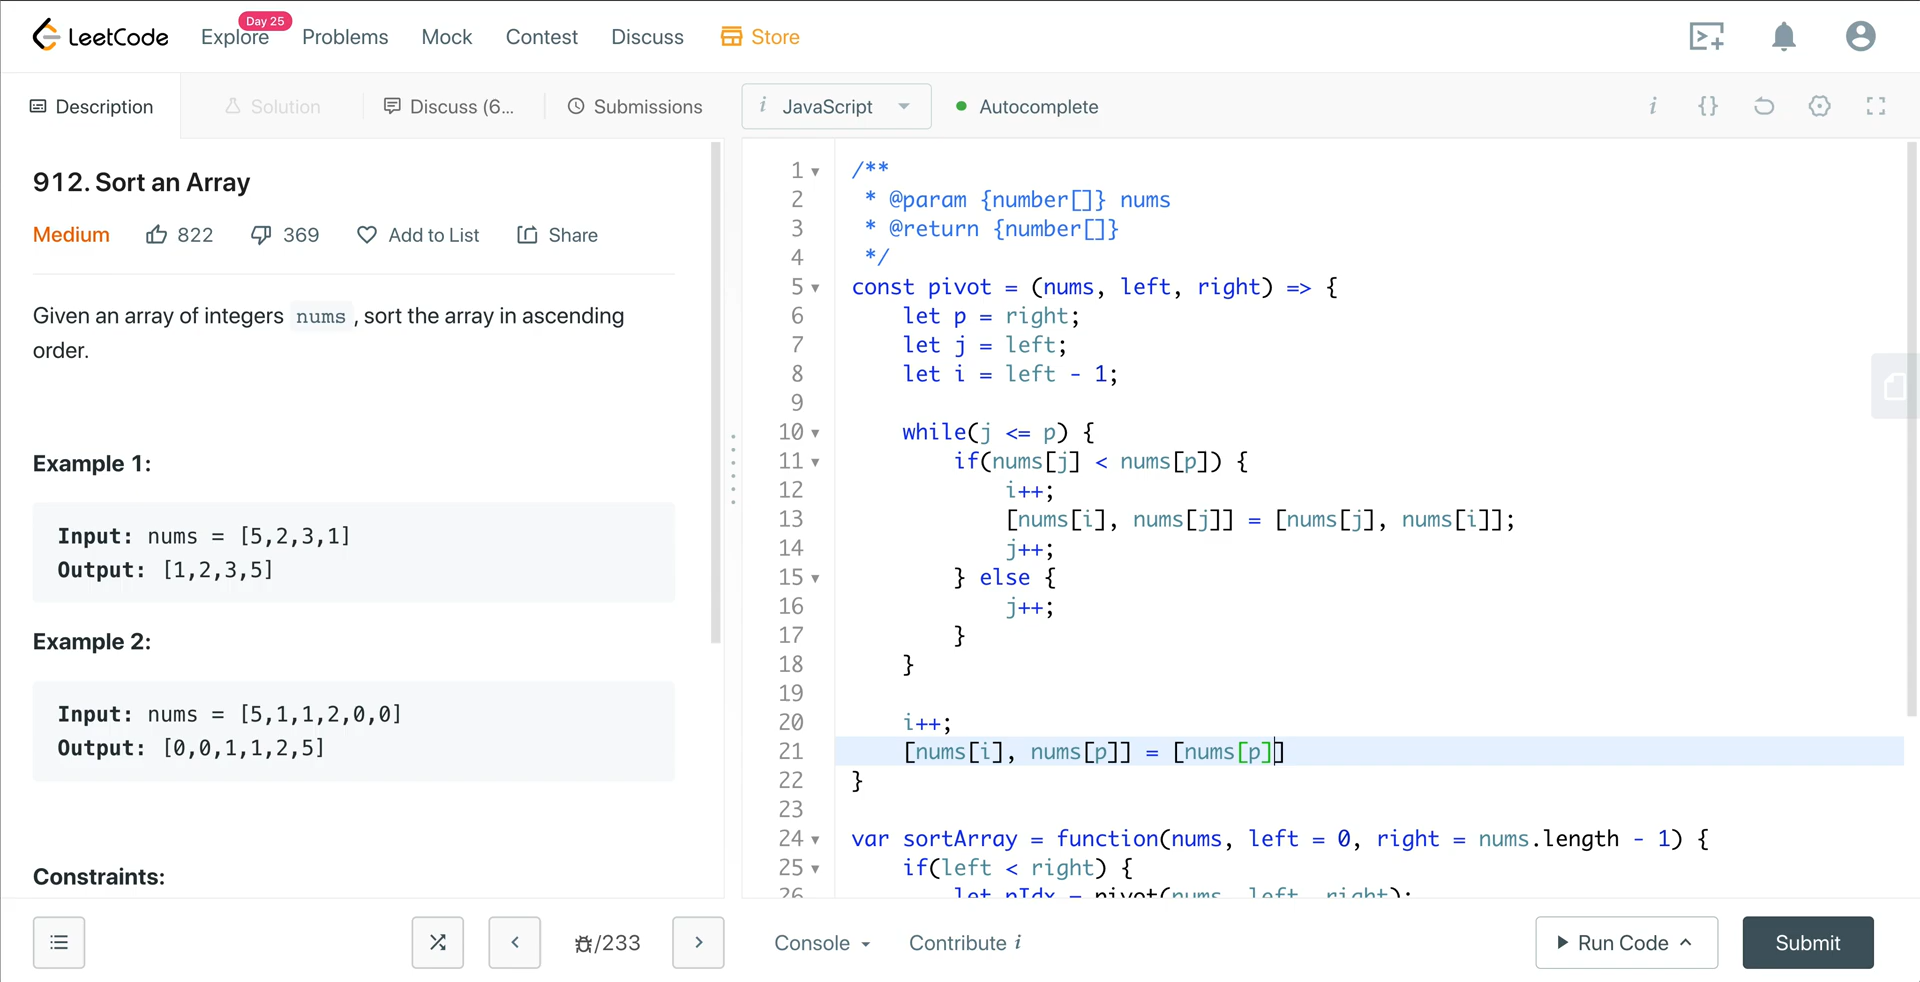 LeetCode
Explore
Day 25
Problems
Mock
Contest
Discuss
Store
Description
Solution
Discuss (6...
Submissions
i JavaScript
Autocomplete
912. Sort an Array
Medium
822
369
Add to List
Share
Given an array of integers nums , sort the array in ascending
order.
Example 1:
Input: nums = [5,2,3,1]
Output: [1,2,3,5]
Example 2:
Input: nums = [5,1,1,2,0,0]
Output: [0,0,1,1,2,5]
Constraints:
1 /**
2  * @param {number[]} nums
3  * @return {number[]}
4  */
5 const pivot = (nums, left, right) => {
6     let p = right;
7     let j = left;
8     let i = left - 1;
9
10     while(j <= p) {
11         if(nums[j] < nums[p]) {
12             i++;
13             [nums[i], nums[j]] = [nums[j], nums[i]];
14             j++;
15         } else {
16             j++;
17         }
18     }
19
20     i++;
21     [nums[i], nums[p]] = [nums[p]]
22 }
23
24 var sortArray = function(nums, left = 0, right = nums.length - 1) {
25     if(left < right) {
26         let pIdx = pivot(nums, left, right);
/233
Console
Contribute i
Run Code
Submit